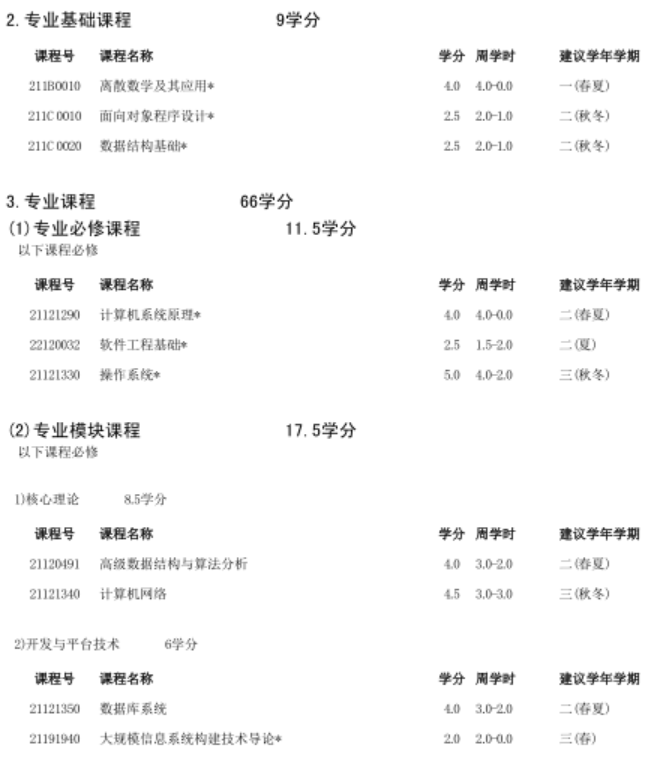 2.专业基础课程 9学分
课程号 课程名称 学分 周学时 建议学年学期
211B0010 离散数学及其应用* 4.0 4.0-0.0 一(春夏)
211C0010 面向对象程序设计* 2.5 2.0-1.0 二(秋冬)
211C0020 数据结构基础* 2.5 2.0-1.0 二(秋冬)
3.专业课程 66学分
(1)专业必修课程 11.5学分
以下课程必修
课程号 课程名称 学分 周学时 建议学年学期
21121290 计算机系统原理* 4.0 4.0-0.0 二(春夏)
22120032 软件工程基础* 2.5 1.5-2.0 二(夏)
21121330 操作系统* 5.0 4.0-2.0 三(秋冬)
(2)专业模块课程 17.5学分
以下课程必修
1)核心理论 8.5学分
课程号 课程名称 学分 周学时 建议学年学期
21120491 高级数据结构与算法分析 4.0 3.0-2.0 二(春夏)
21121340 计算机网络 4.5 3.0-3.0 三(秋冬)
2)开发与平台技术 6学分
课程号 课程名称 学分 周学时 建议学年学期
21121350 数据库系统 4.0 3.0-2.0 二(春夏)
21191940 大规模信息系统构建技术导论* 2.0 2.0-0.0 三(春)